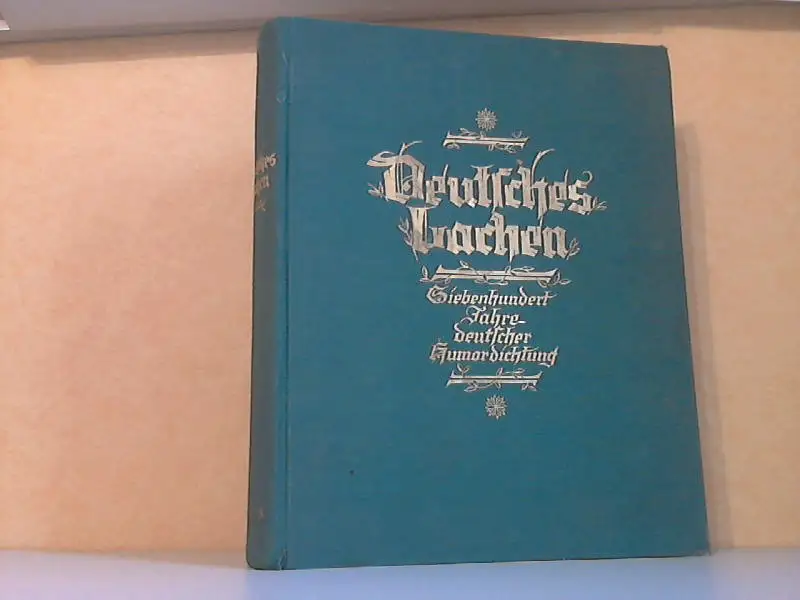 Deutsches
Lachen
Siebenhundert
Jahre
deutscher
Humordichtung